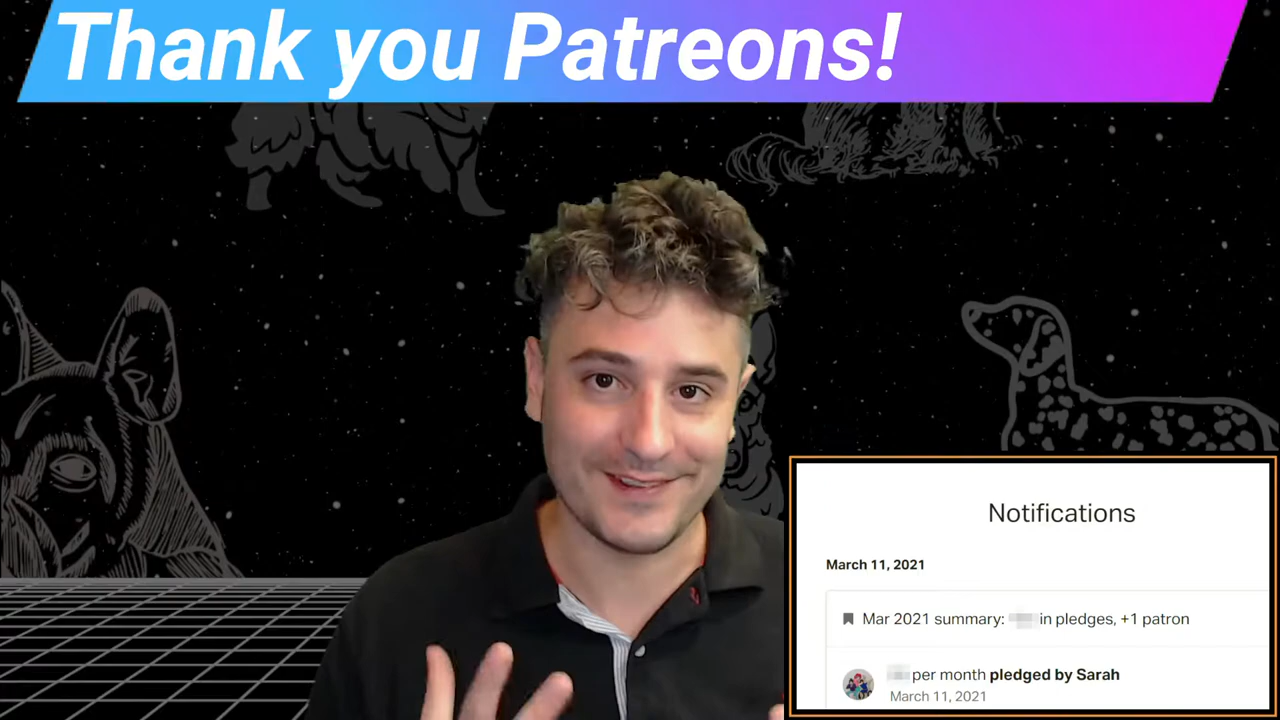 Thank you Patreons!
Notifications
March 11, 2021
Mar 2021 summary: in pledges, +1 patron
per month pledged by Sarah
March 11, 2021